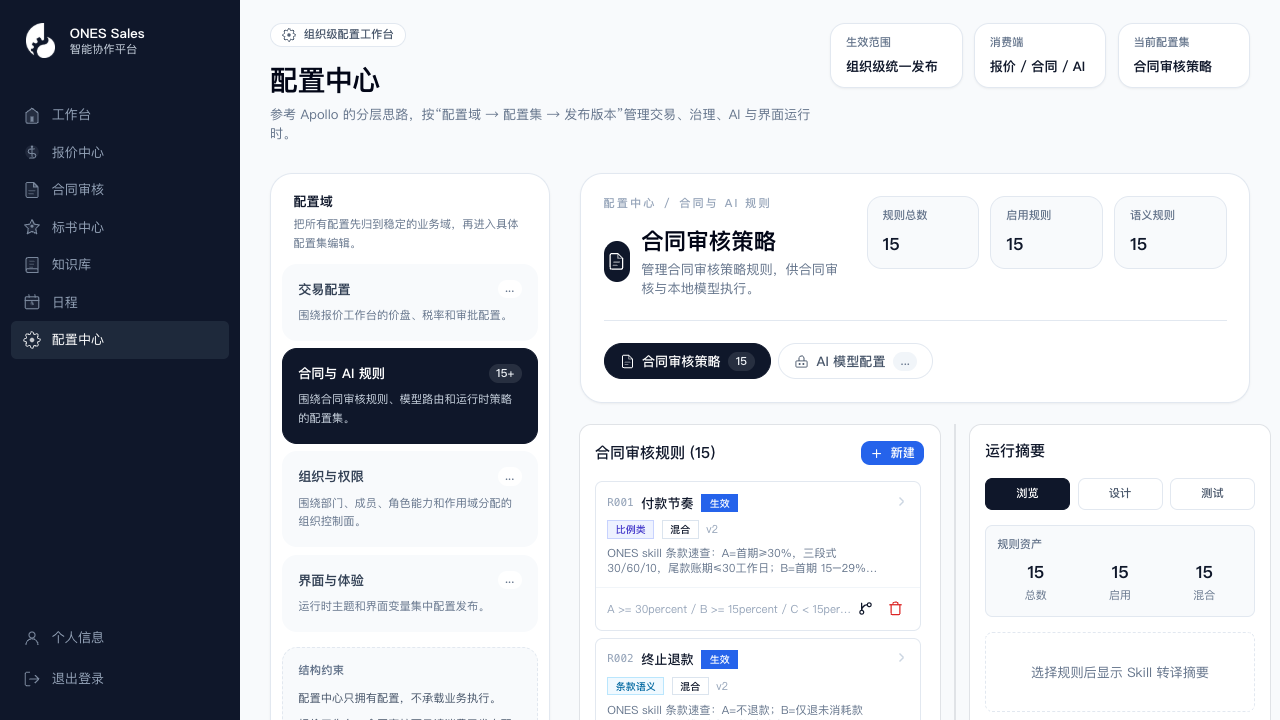 ONES Sales
智能协作平台
工作台
报价中心
合同审核
标书中心
知识库
日程
配置中心
个人信息
退出登录
组织级配置工作台
配置中心
参考 Apollo 的分层思路，按“配置域 → 配置集 → 发布版本”管理交易、治理、AI 与界面运行
时。
生效范围
组织级统一发布
消费端
报价 / 合同 / AI
当前配置集
合同审核策略
配置域
把所有配置先归到稳定的业务域，再进入具体
配置集编辑。
交易配置
...
围绕报价工作台的价盘、税率和审批配置。
合同与 AI 规则
15+
围绕合同审核规则、模型路由和运行时策略
的配置集。
组织与权限
...
围绕部门、成员、角色能力和作用域分配的
组织控制面。
界面与体验
...
运行时主题和界面变量集中配置发布。
结构约束
配置中心只拥有配置，不承载业务执行。
配置中心 / 合同与 AI 规则
合同审核策略
管理合同审核策略规则，供合同审
核与本地模型执行。
规则总数
15
启用规则
15
语义规则
15
合同审核策略 15
AI 模型配置 ...
合同审核规则 (15)
新建
R001 付款节奏 生效
比例类 混合 v2
ONES skill 条款速查：A=首期≥30%，三段式
30/60/10，尾款账期≤30工作日；B=首期 15—29%...
A >= 30percent / B >= 15percent / C < 15per...
R002 终止退款 生效
条款语义 混合 v2
ONES skill 条款速查：A=不退款；B=仅退未消耗款
运行摘要
浏览
设计
测试
规则资产
15 15 15
总数 启用 混合
选择规则后显示 Skill 转译摘要